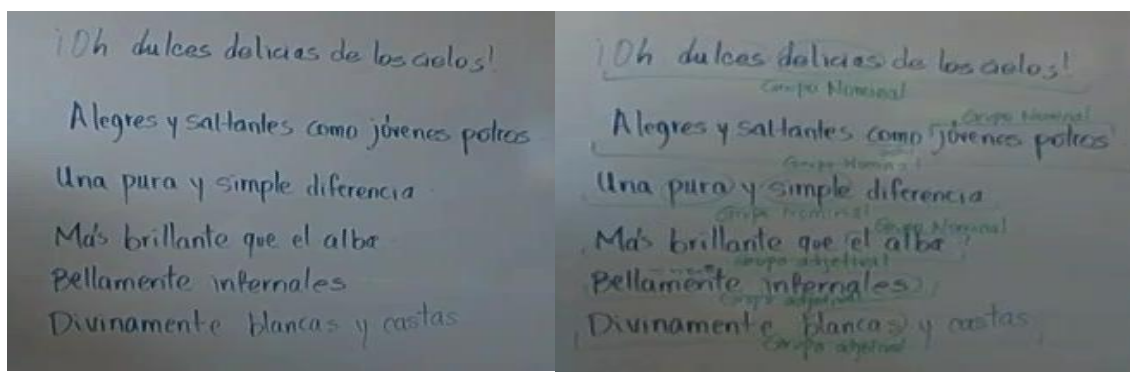 ¡Oh dulces delicias de los cielos!
Alegres y saltantes como jóvenes potros
Una pura y simple diferencia
Más brillante que el alba
Bellamente infernales
Divinamente blancas y castas
¡Oh dulces delicias de los cielos!
Grupo Nominal
Grupo Nominal
Alegres y saltantes como jóvenes potros
Grupo Nominal
Una pura y simple diferencia
Grupo Nominal
Grupo Nominal
Más brillante que el alba
Grupo adjetival
Bellamente infernales
Grupo adjetival
Divinamente blancas y castas
Grupo adjetival